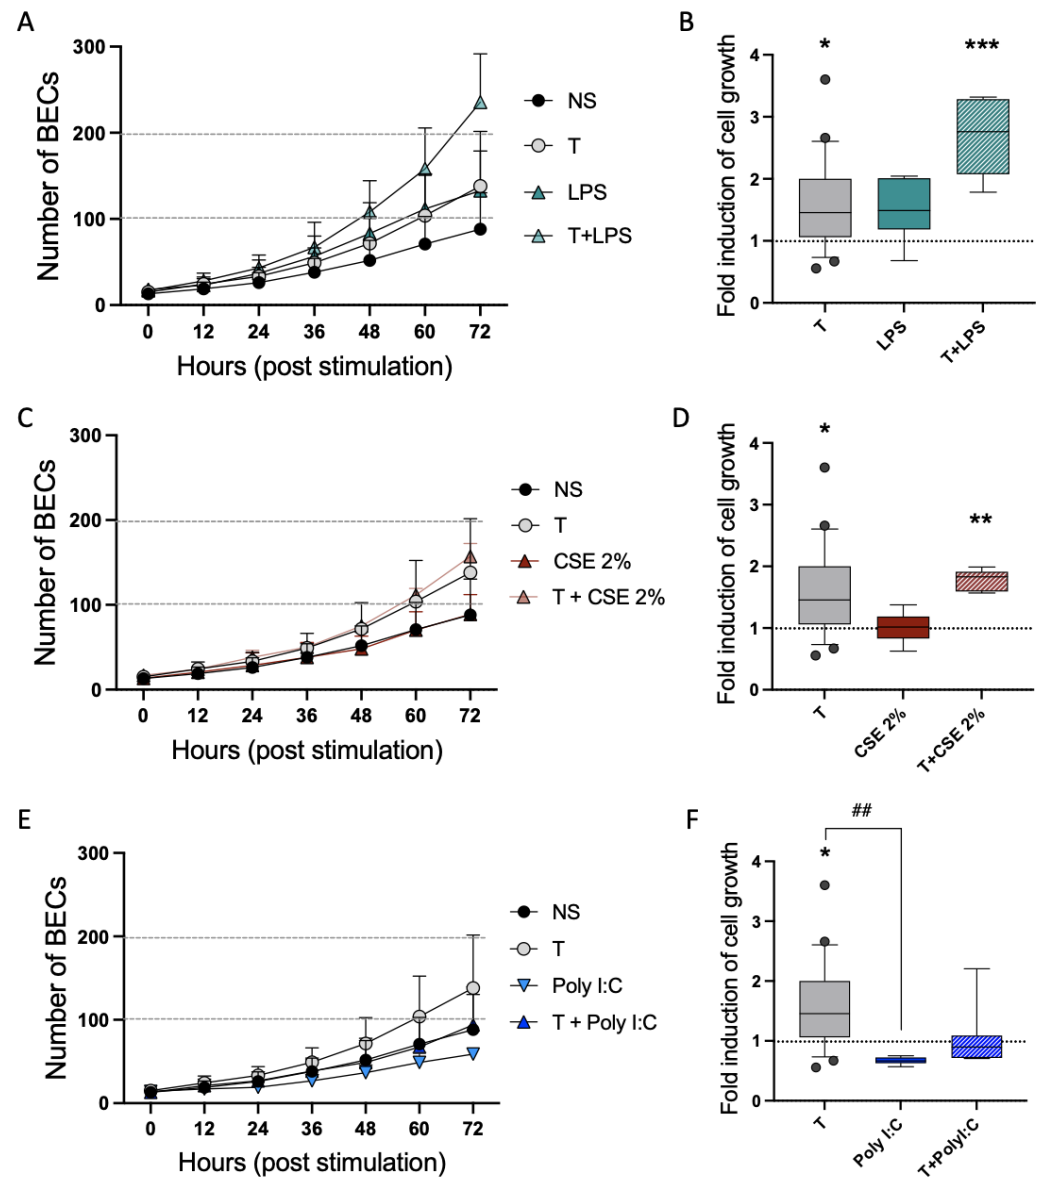 A
Number of BECs
300
200
100
0
0 12 24 36 48 60 72
Hours (post stimulation)
NS
T
LPS
T+LPS
B
Fold induction of cell growth
4
3
2
1
0
* ***
T LPS T+LPS
C
Number of BECs
300
200
100
0
0 12 24 36 48 60 72
Hours (post stimulation)
NS
T
CSE 2%
T + CSE 2%
D
Fold induction of cell growth
4
3
2
1
0
* **
T CSE 2% T+CSE 2%
E
Number of BECs
300
200
100
0
0 12 24 36 48 60 72
Hours (post stimulation)
NS
T
Poly I:C
T + Poly I:C
F
Fold induction of cell growth
4
3
2
1
0
##
*
T Poly I:C T+PolyI:C